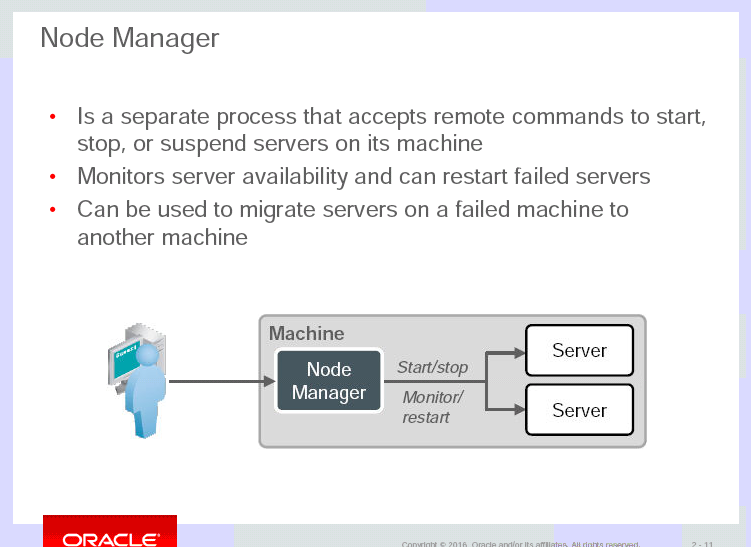 Node Manager
• Is a separate process that accepts remote commands to start,
stop, or suspend servers on its machine
• Monitors server availability and can restart failed servers
• Can be used to migrate servers on a failed machine to
another machine
Machine
Node
Manager
Start/stop
Monitor/
restart
Server
Server
ORACLE
Copyright © 2016, Oracle and/or its affiliates. All rights reserved.
2 - 11